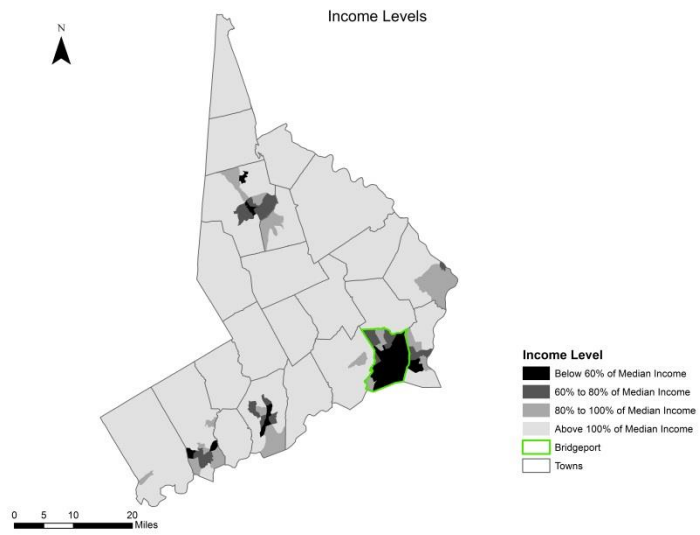 Income Levels
N
Income Level
Below 60% of Median Income
60% to 80% of Median Income
80% to 100% of Median Income
Above 100% of Median Income
Bridgeport
Towns
0 5 10 20
Miles